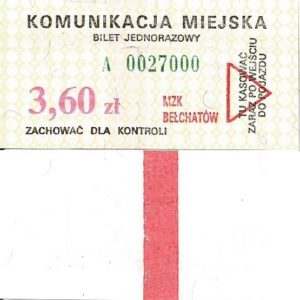 KOMUNIKACJA MIEJSKA
BILET JEDNORAZOWY
A 0027000
3,60 zł
MZK
BEŁCHATÓW
ZACHOWAĆ DLA KONTROLI
TU KASOWAĆ
ZARAZ PO WEJŚCIU
DO POJAZDU